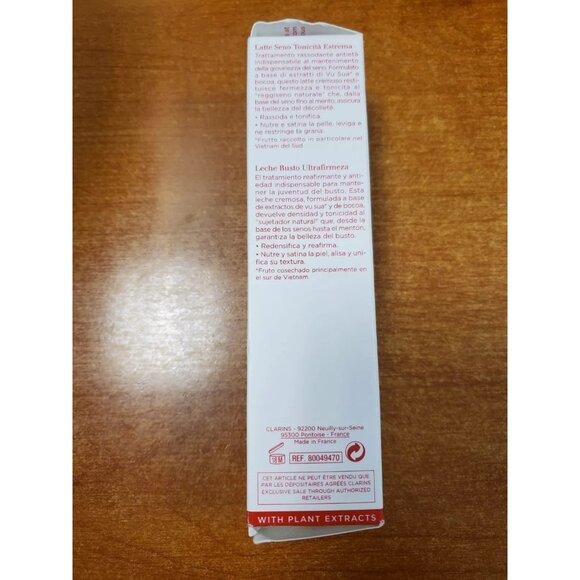 Latte Seno Tonicità Estrema
Trattamento rassodante antietà
indispensabile al mantenimento
della giovinezza del seno. Formulato
a base di estratti di Vu Sua* e
bocoa, questo latte cremoso resti-
tuisce fermezza e tonicità al
"reggiseno naturale" che, dalla
base del seno fino al mento, assicura
la bellezza del décolleté.
• Rassoda e tonifica.
• Nutre e satina la pelle, leviga e
ne restringe la grana.
*Frutto raccolto in particolare nel
Vietnam del Sud.
Leche Busto Ultrafirmeza
El tratamiento reafirmante y anti-
edad indispensable para mante-
ner la juventud del busto. Esta
leche cremosa, formulada a base
de extractos de vu sua* y de bocoa,
devuelve densidad y tonicidad al
"sujetador natural" que, desde la
base de los senos hasta el mentón,
garantiza la belleza del busto.
• Redensifica y reafirma.
• Nutre y satina la piel, alisa y uni-
fica su textura.
*Fruto cosechado principalmente en
el sur de Vietnam.
CLARINS - 92200 Neuilly-sur-Seine
95300 Pontoise - France
Made in France
18 M REF. 80049470
CET ARTICLE NE PEUT ÊTRE VENDU QUE
PAR LES DÉPOSITAIRES AGRÉÉS CLARINS
EXCLUSIVE SALE THROUGH AUTHORIZED
RETAILERS
WITH PLANT EXTRACTS